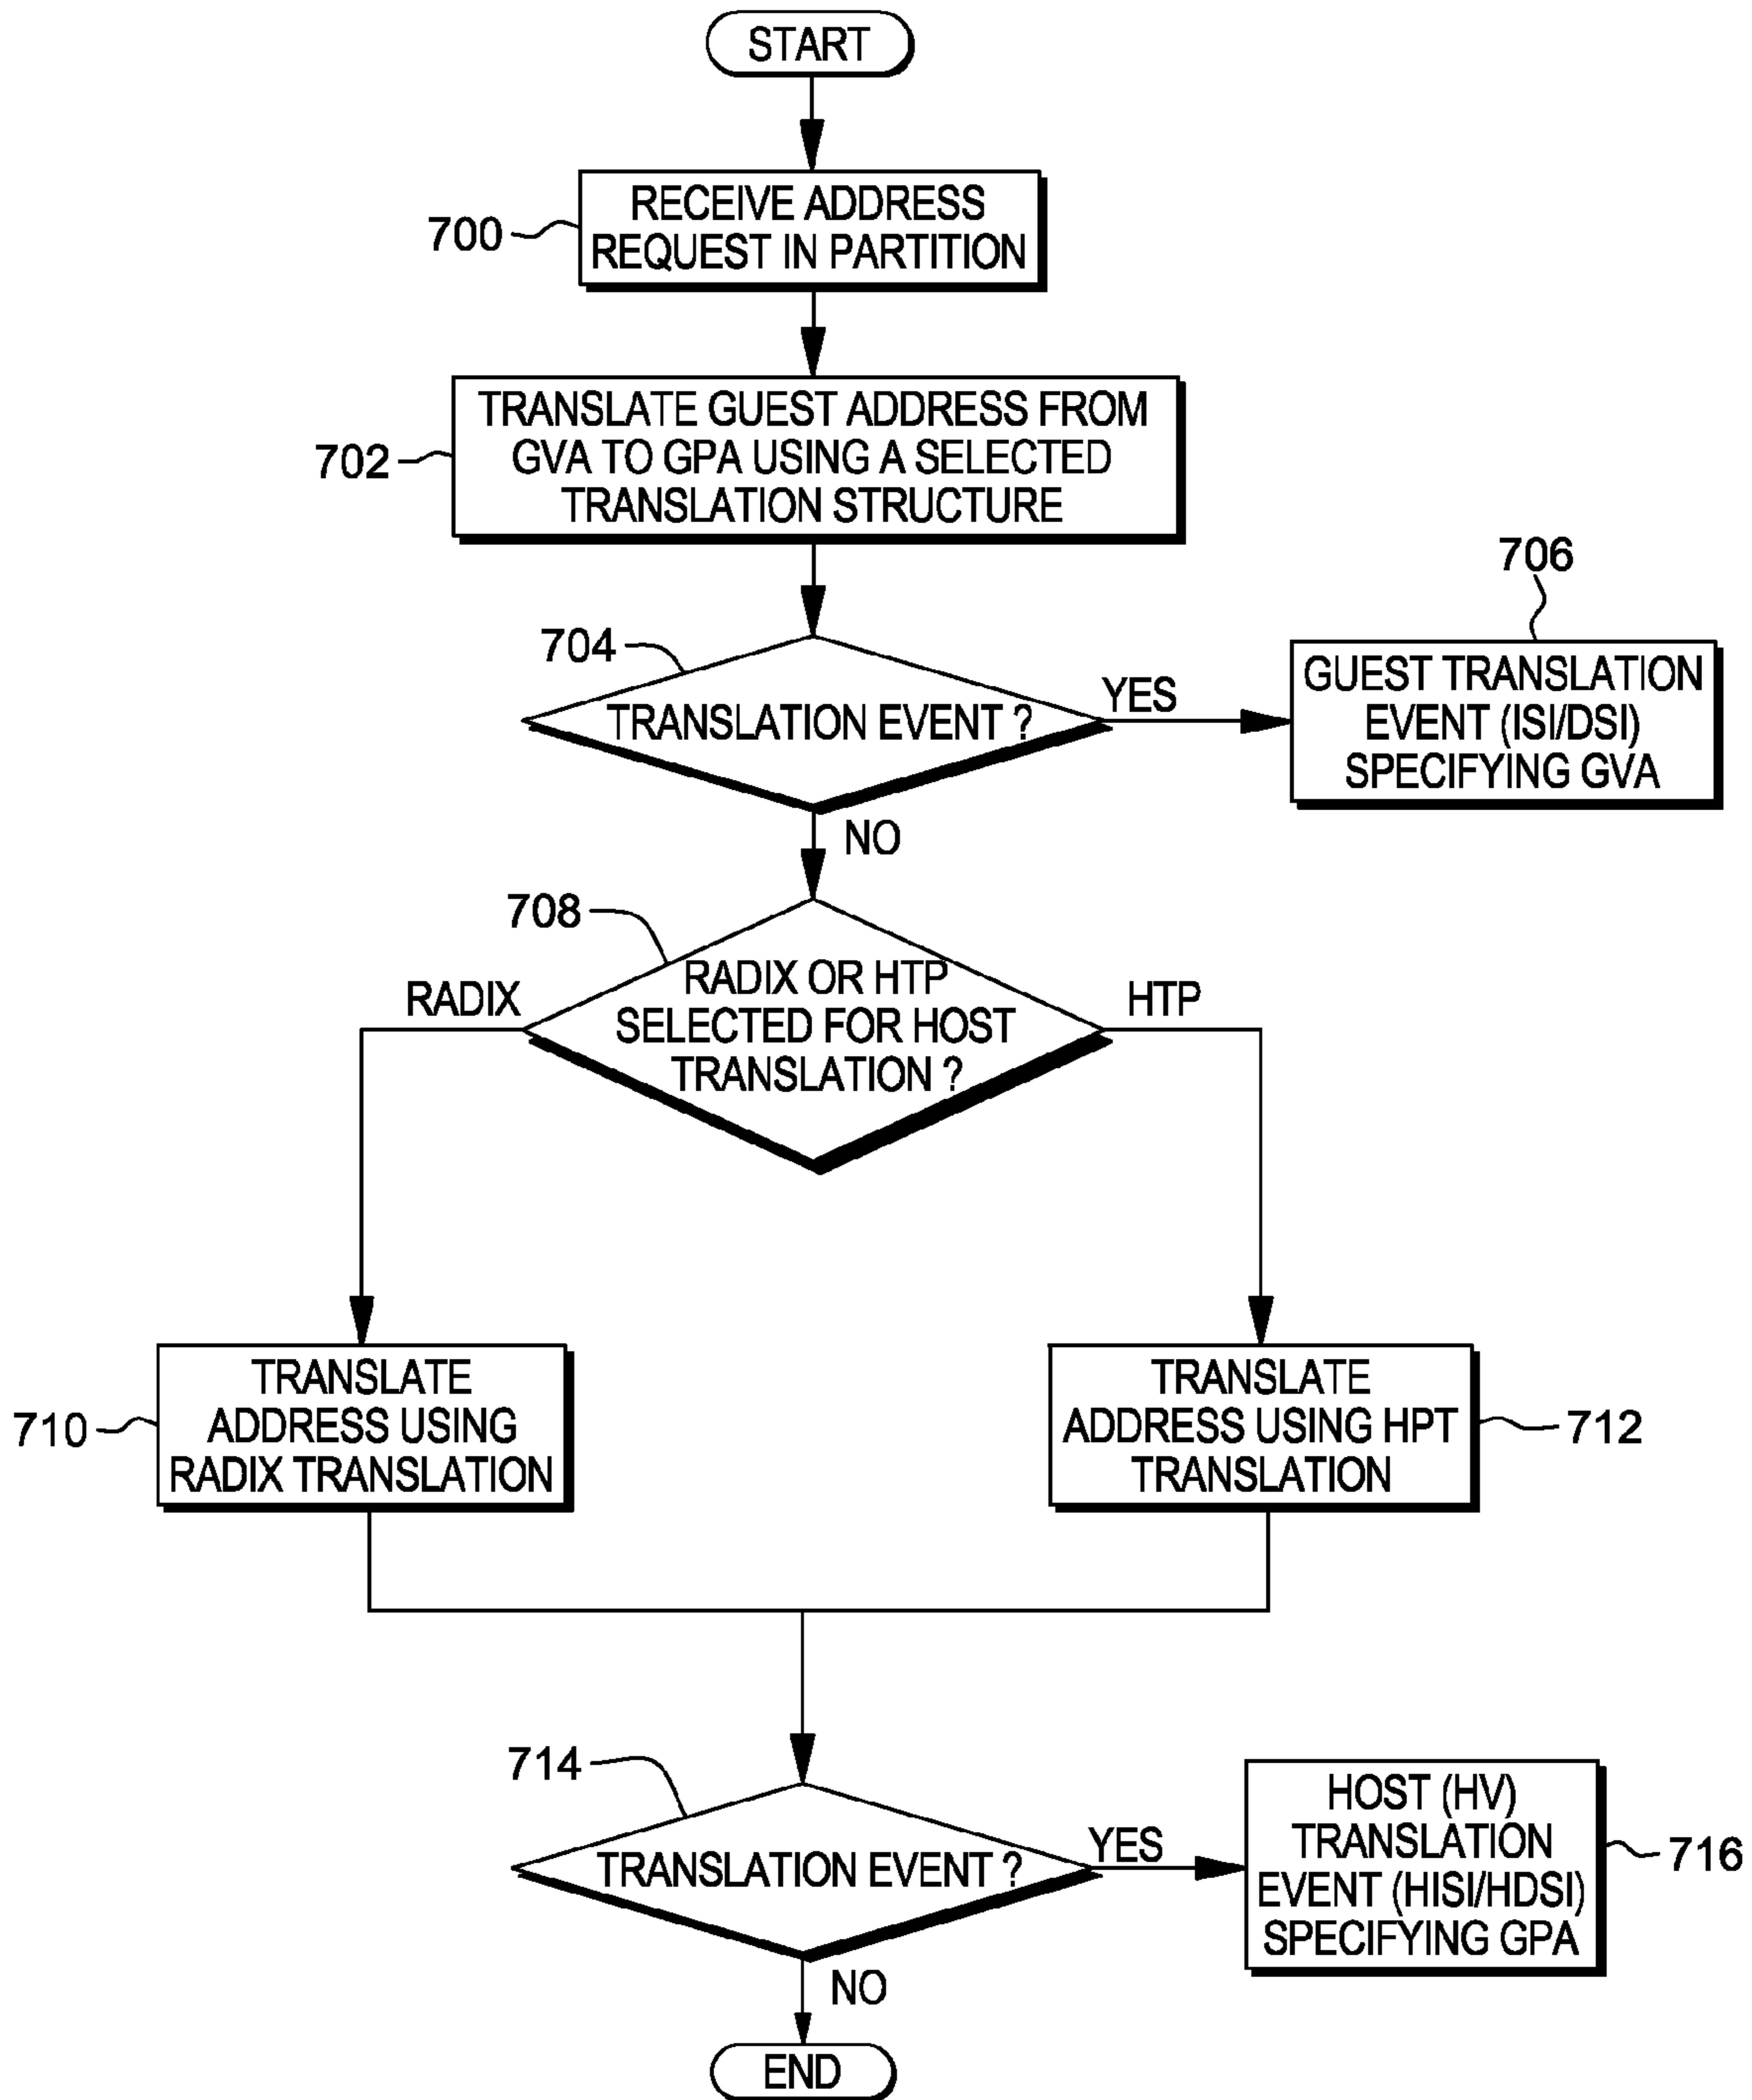 START
700
RECEIVE ADDRESS
REQUEST IN PARTITION
702
TRANSLATE GUEST ADDRESS FROM
GVA TO GPA USING A SELECTED
TRANSLATION STRUCTURE
704
TRANSLATION EVENT ?
YES
706
GUEST TRANSLATION
EVENT (ISI/DSI)
SPECIFYING GVA
NO
708
RADIX OR HTP
SELECTED FOR HOST
TRANSLATION ?
RADIX
HTP
710
TRANSLATE
ADDRESS USING
RADIX TRANSLATION
TRANSLATE
ADDRESS USING HPT
TRANSLATION
712
714
TRANSLATION EVENT ?
YES
HOST (HV)
TRANSLATION
EVENT (HISI/HDSI)
SPECIFYING GPA
716
NO
END